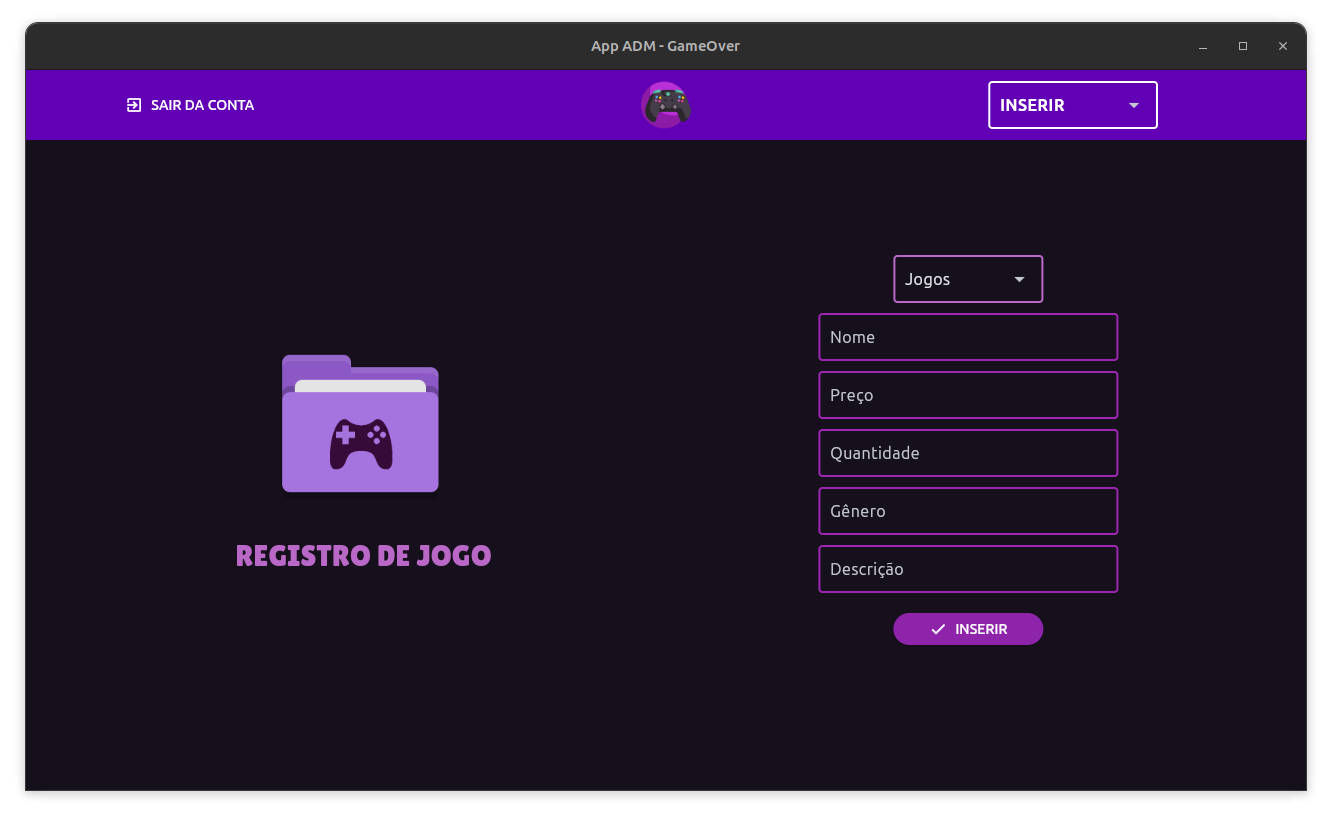 App ADM - GameOver
SAIR DA CONTA
INSERIR
Jogos
Nome
Preço
Quantidade
Gênero
Descrição
INSERIR
REGISTRO DE JOGO